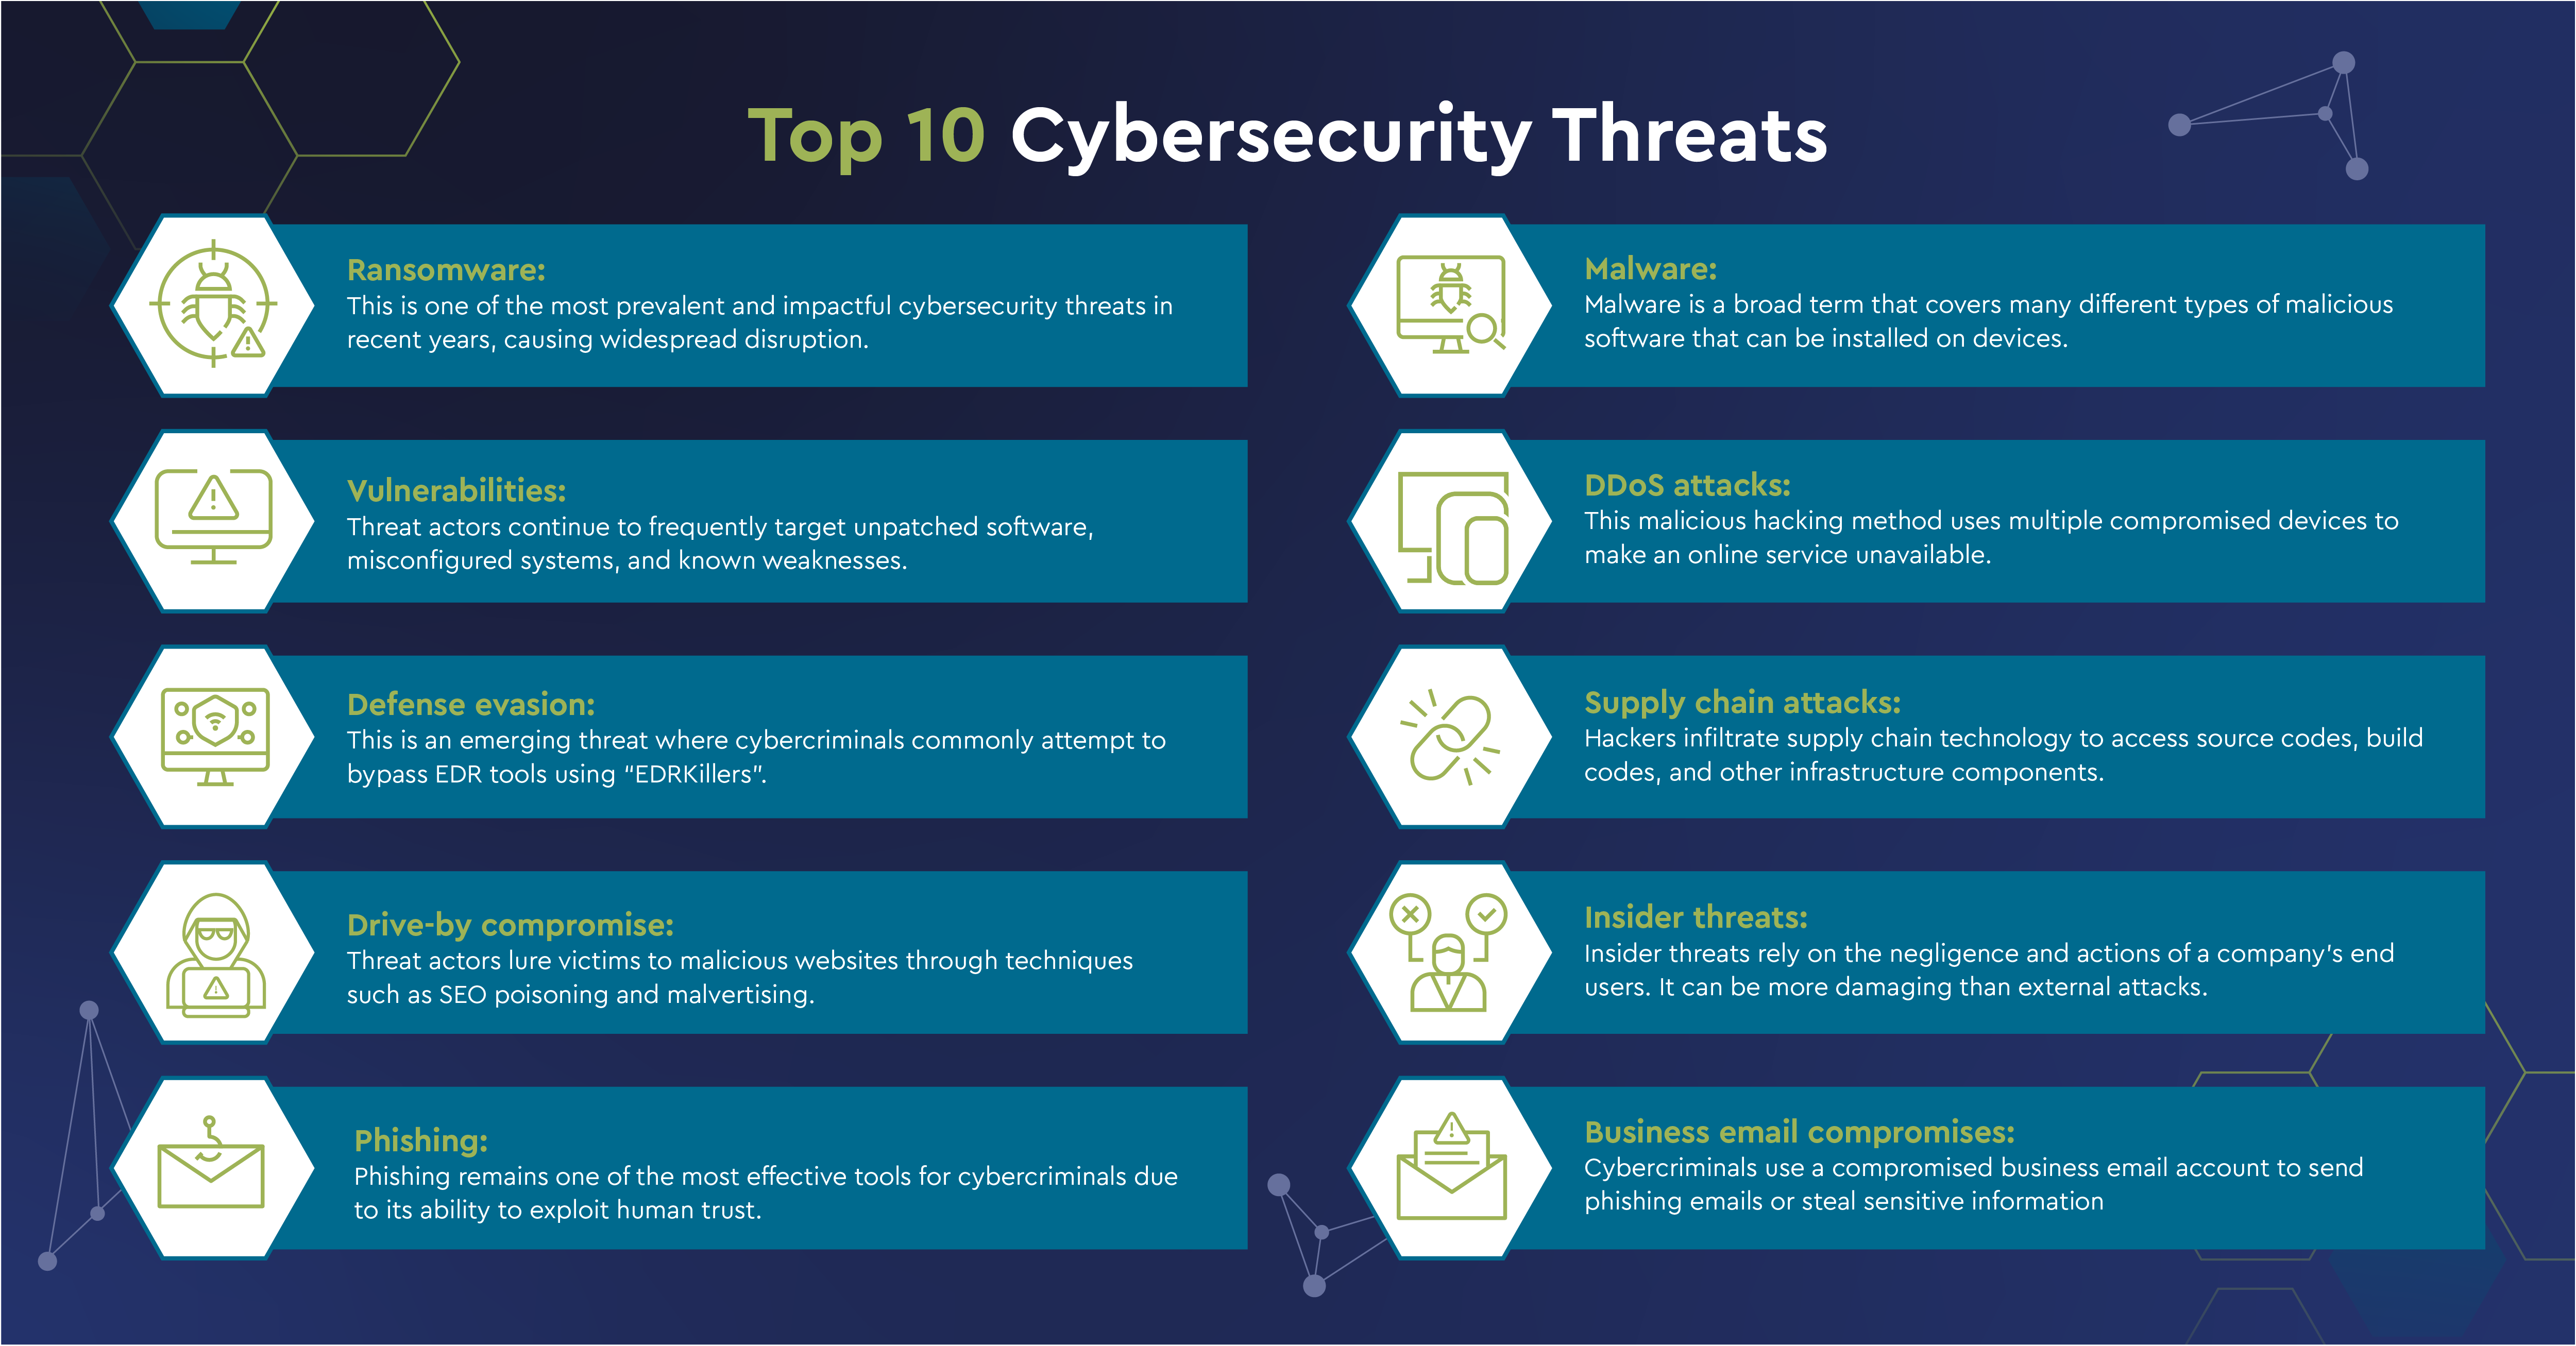 Top 10 Cybersecurity Threats
Ransomware:
This is one of the most prevalent and impactful cybersecurity threats in
recent years, causing widespread disruption.
Vulnerabilities:
Threat actors continue to frequently target unpatched software,
misconfigured systems, and known weaknesses.
Defense evasion:
This is an emerging threat where cybercriminals commonly attempt to
bypass EDR tools using “EDRKillers”.
Drive-by compromise:
Threat actors lure victims to malicious websites through techniques
such as SEO poisoning and malvertising.
Phishing:
Phishing remains one of the most effective tools for cybercriminals due
to its ability to exploit human trust.
Malware:
Malware is a broad term that covers many different types of malicious
software that can be installed on devices.
DDoS attacks:
This malicious hacking method uses multiple compromised devices to
make an online service unavailable.
Supply chain attacks:
Hackers infiltrate supply chain technology to access source codes, build
codes, and other infrastructure components.
Insider threats:
Insider threats rely on the negligence and actions of a company’s end
users. It can be more damaging than external attacks.
Business email compromises:
Cybercriminals use a compromised business email account to send
phishing emails or steal sensitive information